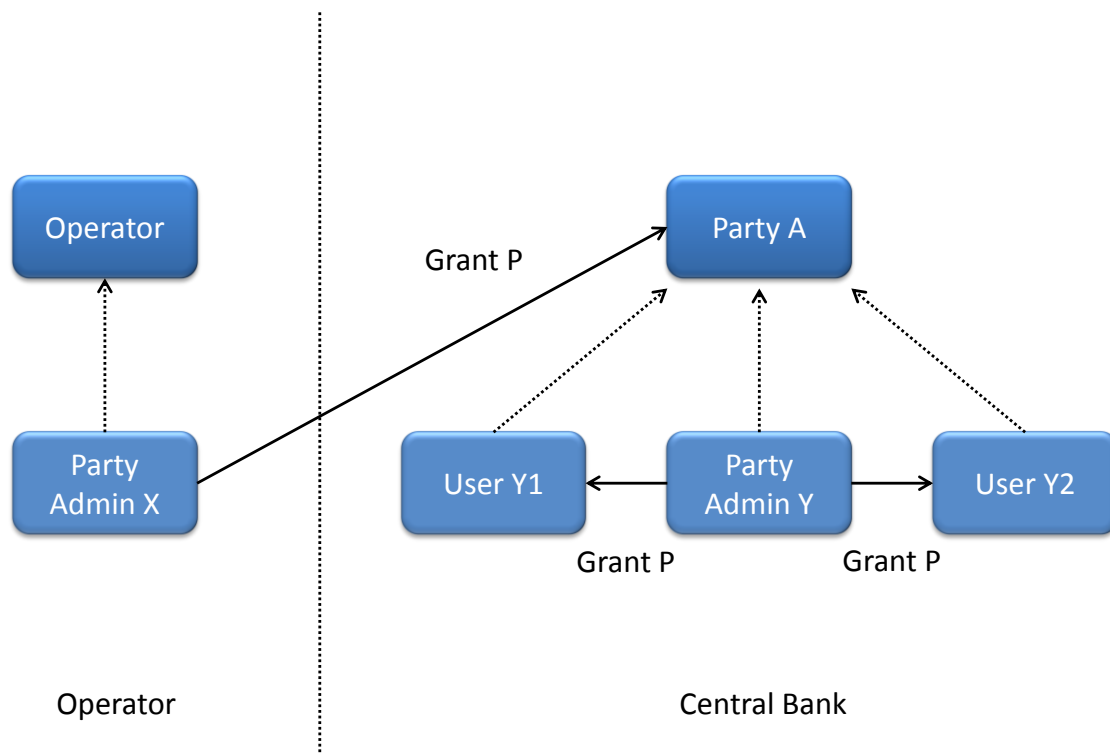 Operator
Party A
Grant P
Party
Admin X
User Y1
Party
Admin Y
User Y2
Grant P
Grant P
Operator
Central Bank